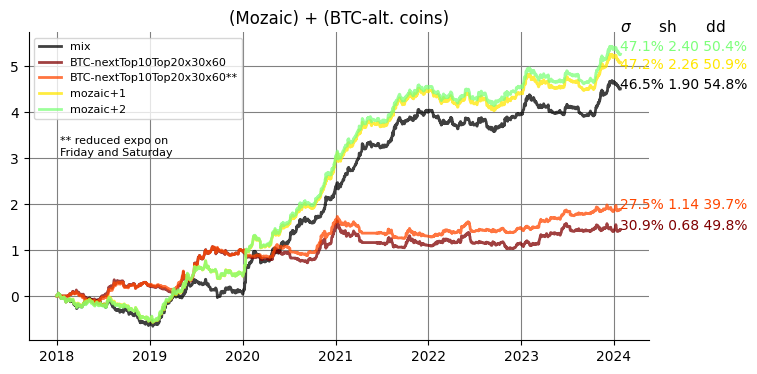 (Mozaic) + (BTC-alt. coins)
σ sh dd
47.1% 2.40 50.4%
47.2% 2.26 50.9%
46.5% 1.90 54.8%
27.5% 1.14 39.7%
30.9% 0.68 49.8%
mix
BTC-nextTop10Top20x30x60
BTC-nextTop10Top20x30x60**
mozaic+1
mozaic+2
** reduced expo on
Friday and Saturday
5
4
3
2
1
0
2018 2019 2020 2021 2022 2023 2024